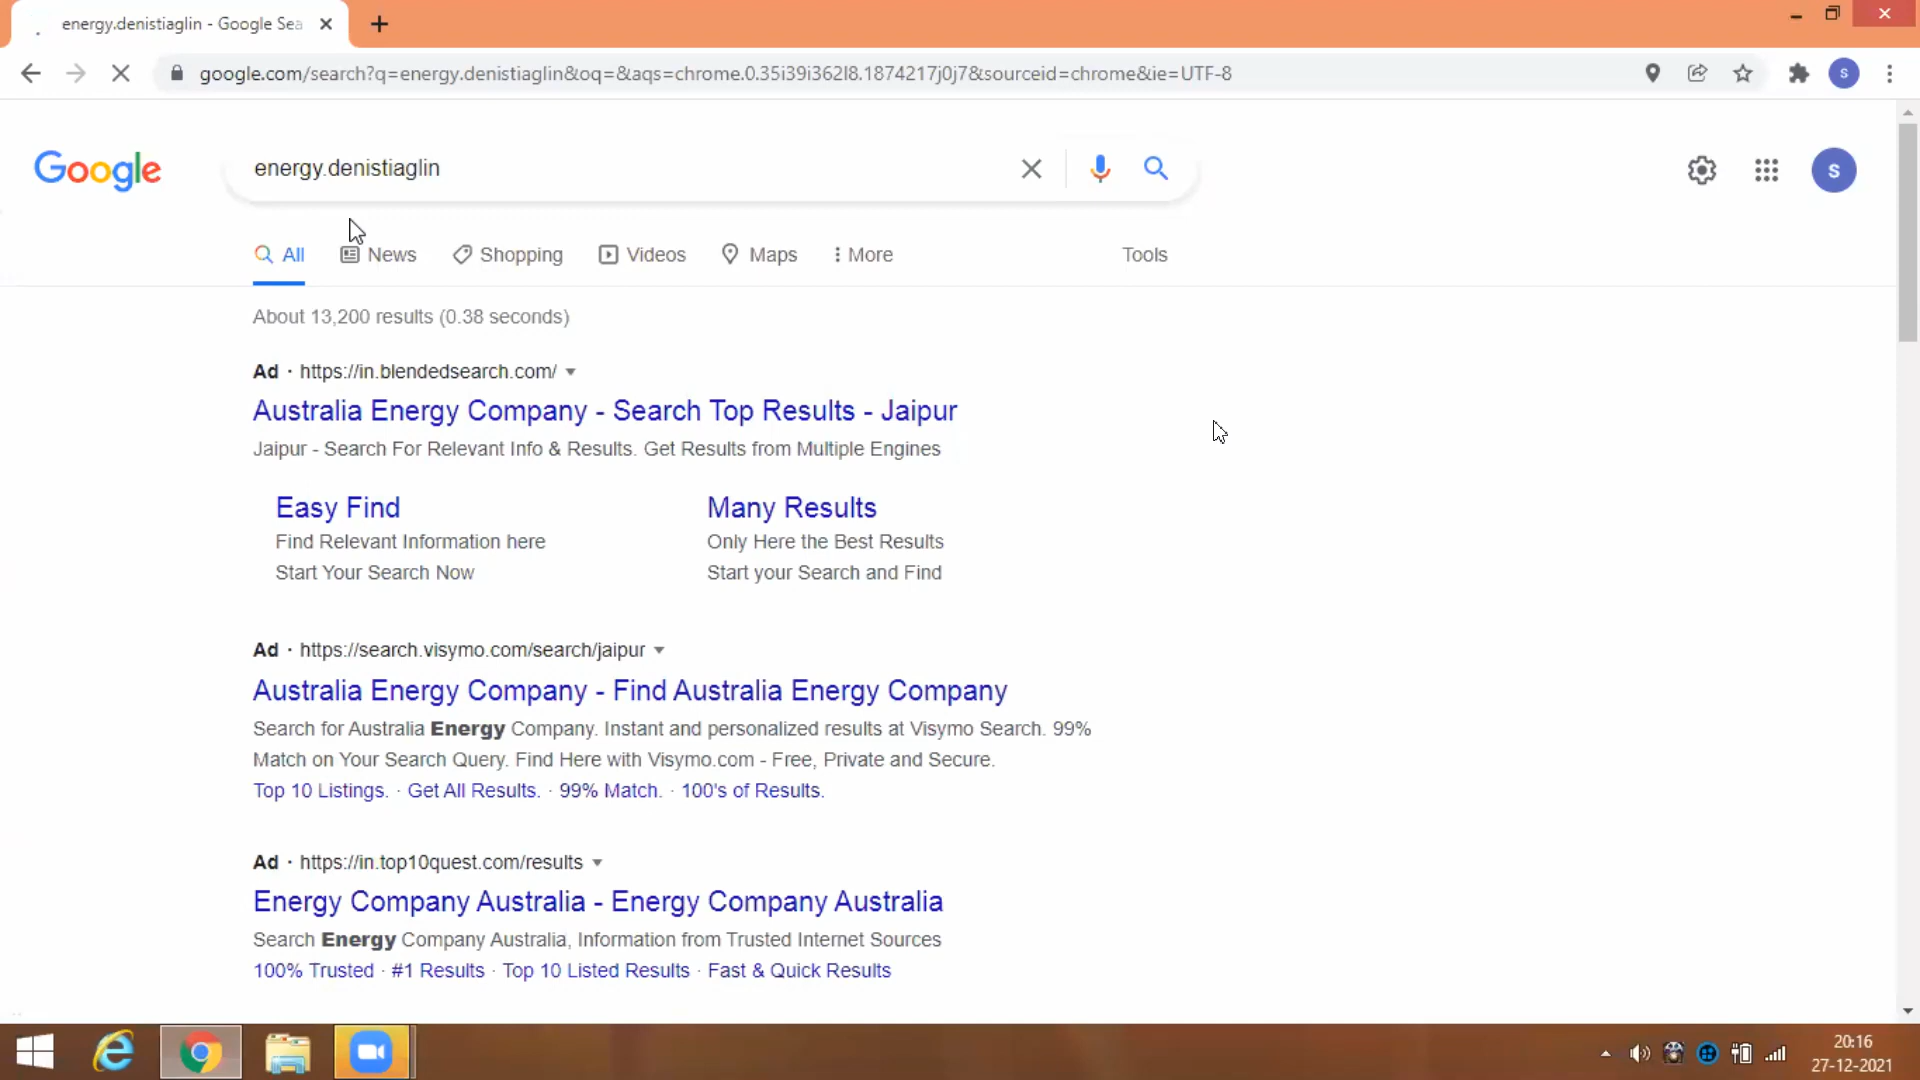 energy.denistiaglin - Google Sea
google.com/search?q=energy.denistiaglin&oq=&aqs=chrome.0.35i39i362l8.1874217j0j7&sourceid=chrome&ie=UTF-8
S
Google
energy.denistiaglin
S
All
News
Shopping
Videos
Maps
More
Tools
About 13,200 results (0.38 seconds)
Ad · https://in.blendedsearch.com/
Australia Energy Company - Search Top Results - Jaipur
Jaipur - Search For Relevant Info & Results. Get Results from Multiple Engines
Easy Find
Find Relevant Information here
Start Your Search Now
Many Results
Only Here the Best Results
Start your Search and Find
Ad · https://search.visymo.com/search/jaipur
Australia Energy Company - Find Australia Energy Company
Search for Australia Energy Company. Instant and personalized results at Visymo Search. 99%
Match on Your Search Query. Find Here with Visymo.com - Free, Private and Secure.
Top 10 Listings. · Get All Results. · 99% Match. · 100's of Results.
Ad · https://in.top10quest.com/results
Energy Company Australia - Energy Company Australia
Search Energy Company Australia, Information from Trusted Internet Sources
100% Trusted · #1 Results · Top 10 Listed Results · Fast & Quick Results
20:16
27-12-2021